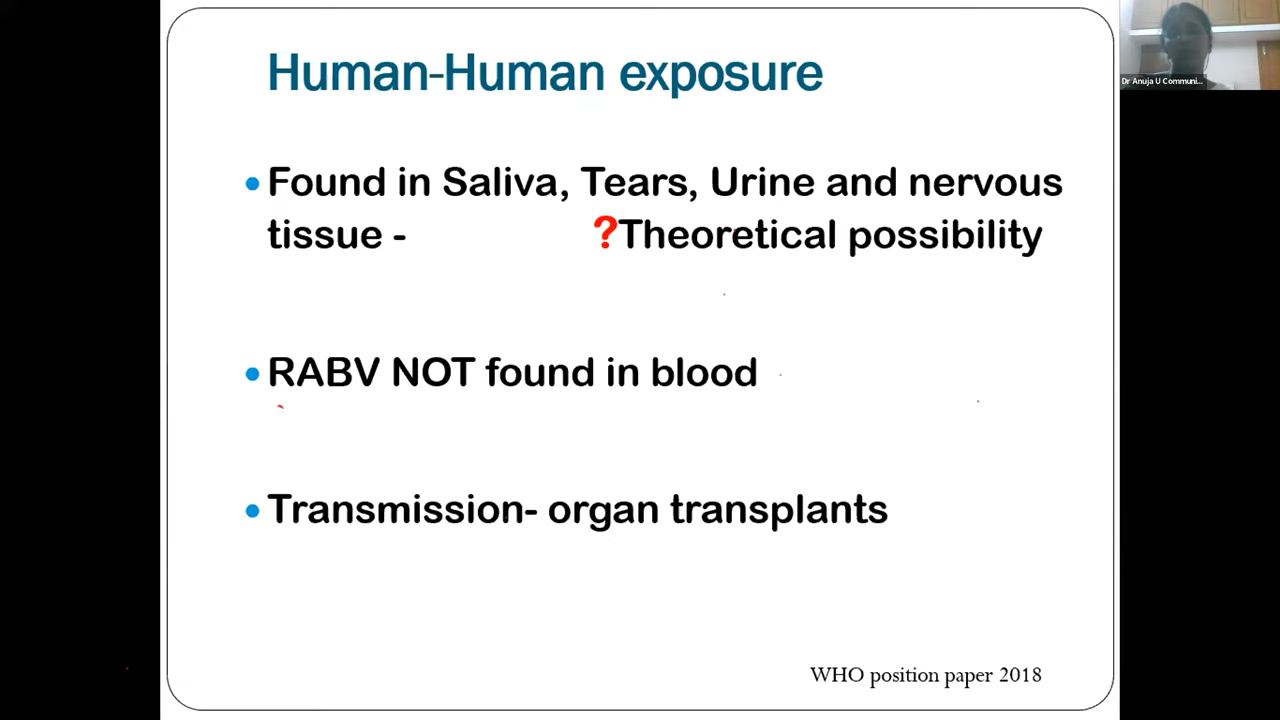 Dr Anuja U Communi...
Human-Human exposure
• Found in Saliva, Tears, Urine and nervous
tissue - ?Theoretical possibility
• RABV NOT found in blood
• Transmission- organ transplants
WHO position paper 2018